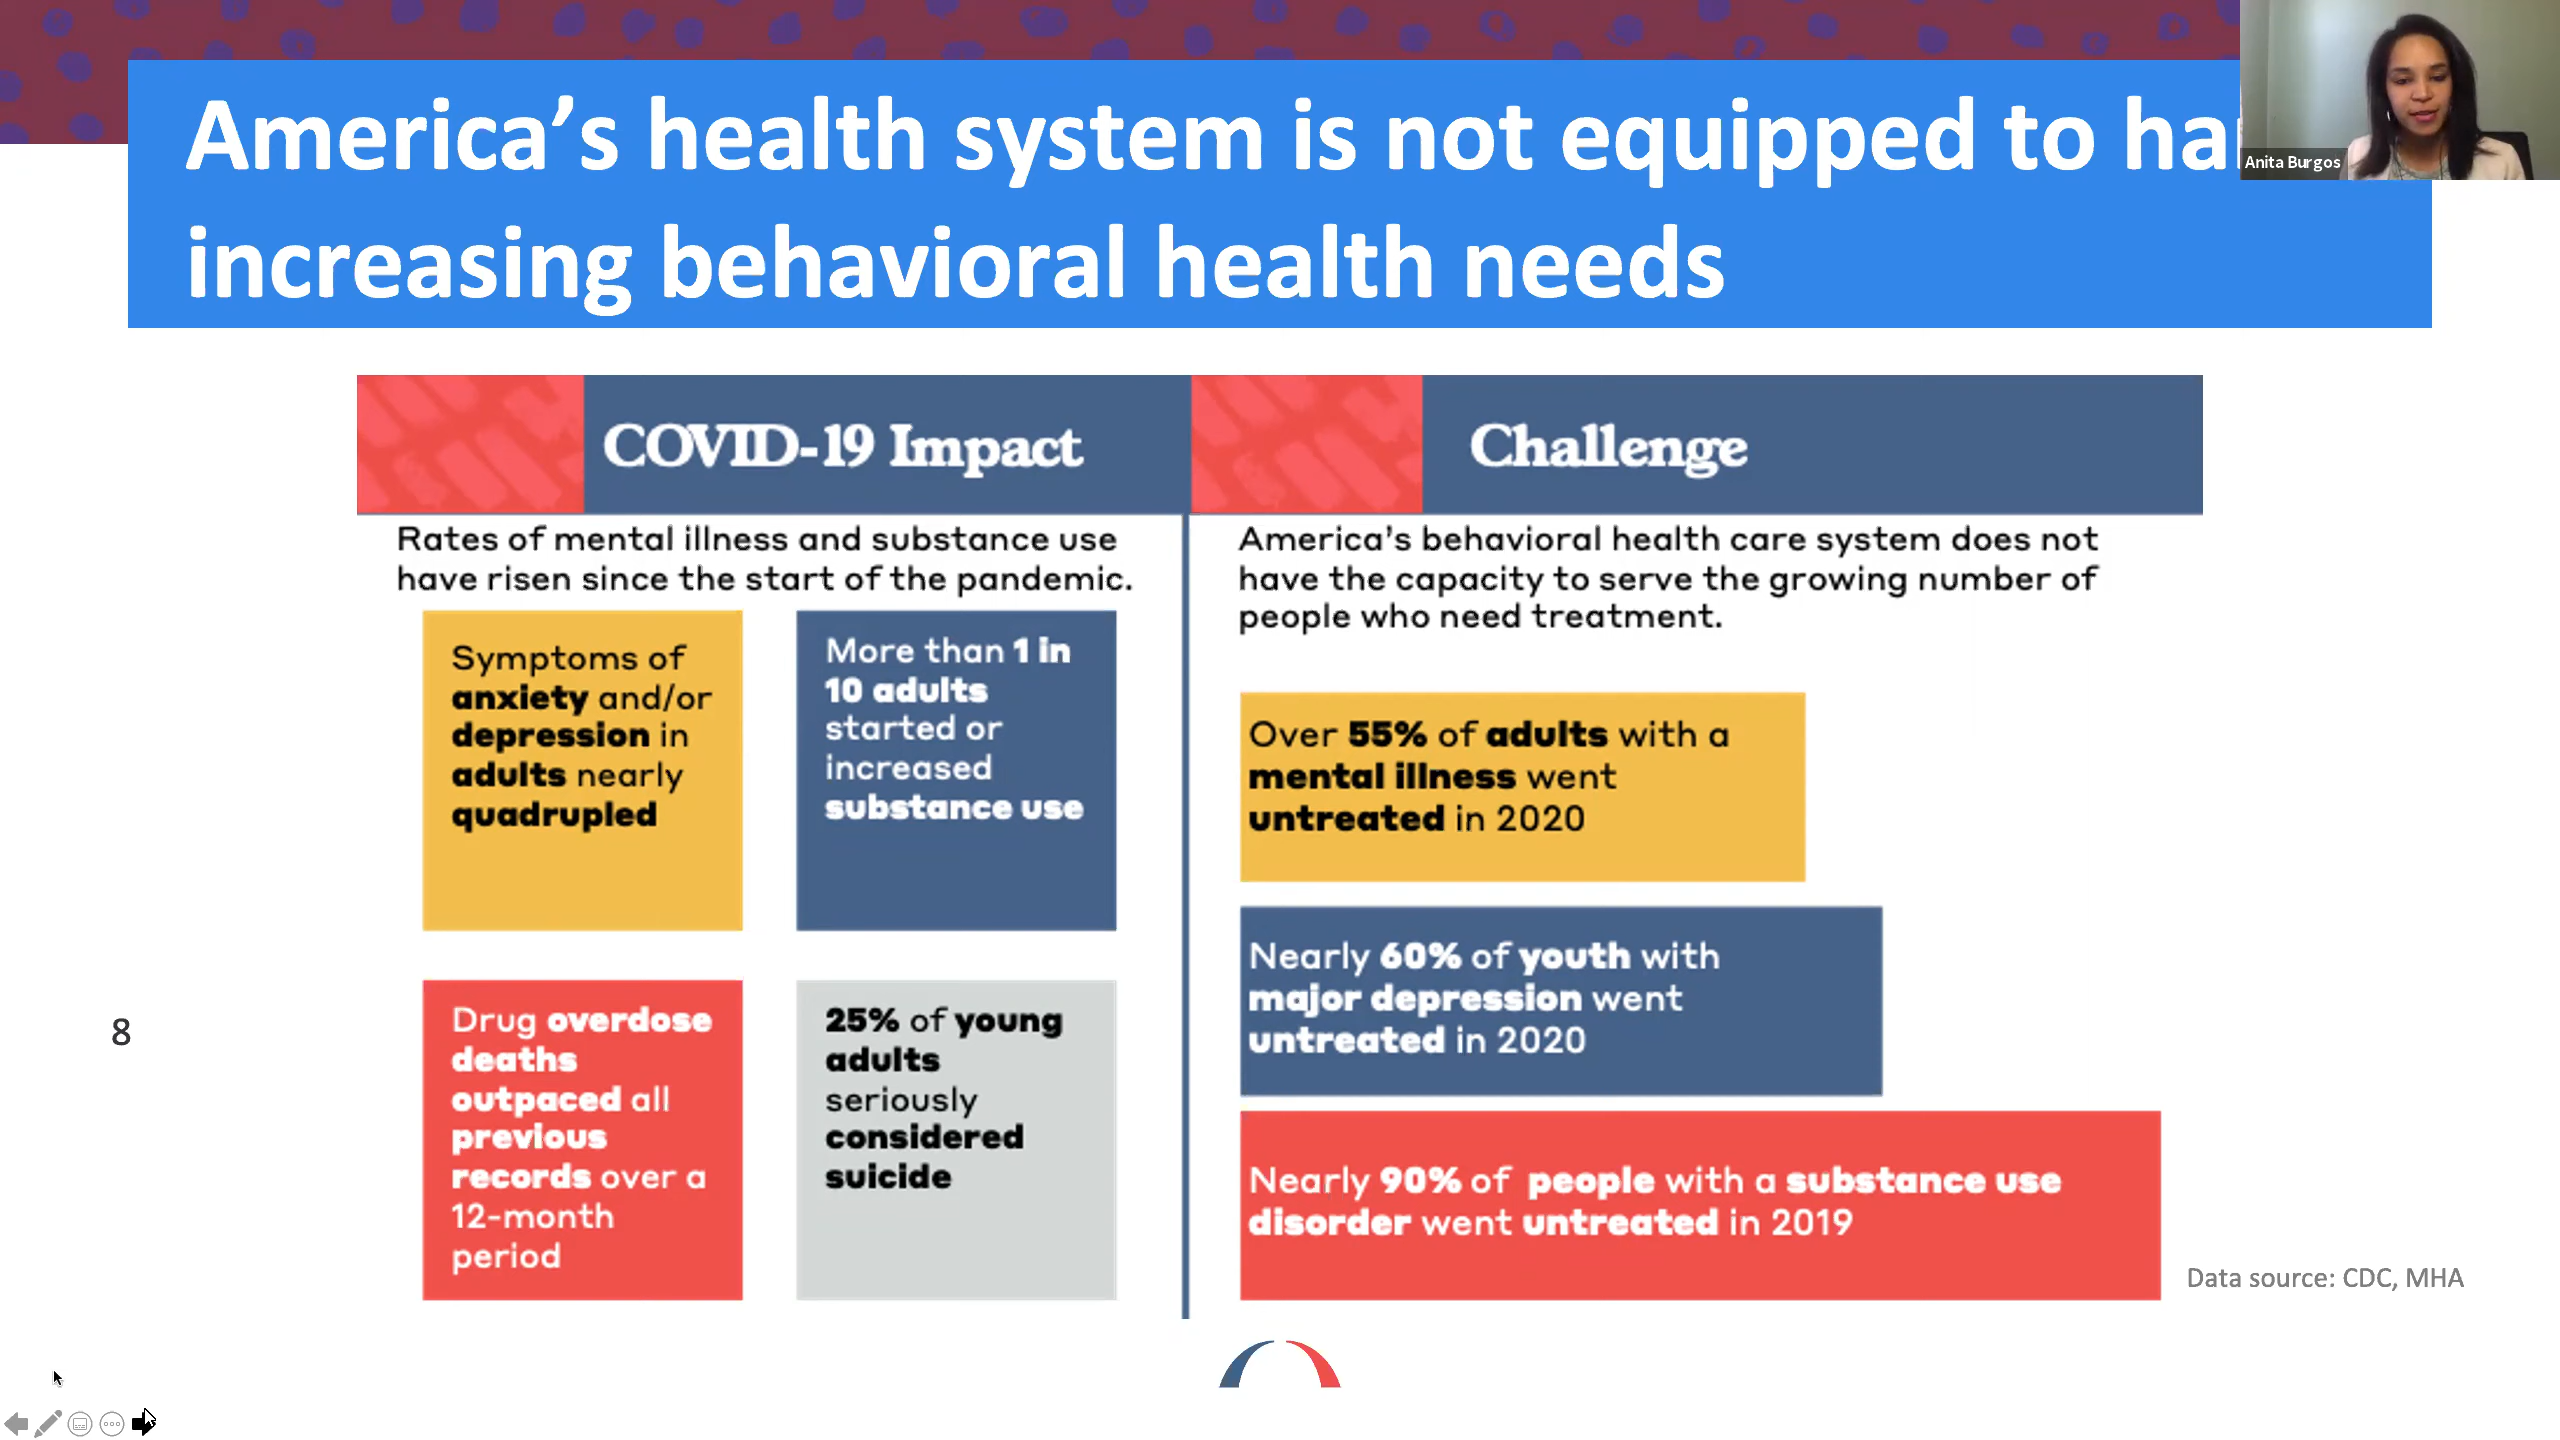 America's health system is not equipped to
increasing behavioral health needs
Anita Burgos
COVID-19 Impact
Rates of mental illness and substance use
have risen since the start of the pandemic.
Symptoms of
anxiety and/or
depression in
adults nearly
quadrupled
More than 1 in
10 adults
started or
increased
substance use
Drug overdose
deaths
outpaced all
previous
records over a
12-month
period
25% of young
adults
seriously
considered
suicide
Challenge
America's behavioral health care system does not
have the capacity to serve the growing number of
people who need treatment.
Over 55% of adults with a
mental illness went
untreated in 2020
Nearly 60% of youth with
major depression went
untreated in 2020
Nearly 90% of people with a substance use
disorder went untreated in 2019
Data source: CDC, MHA
8